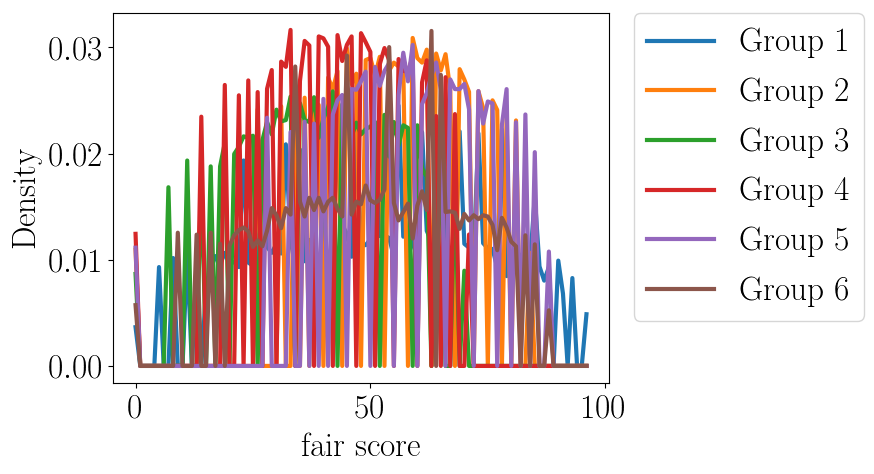 0.03
0.02
0.01
0.00
Density
0
50
100
fair score
Group 1
Group 2
Group 3
Group 4
Group 5
Group 6